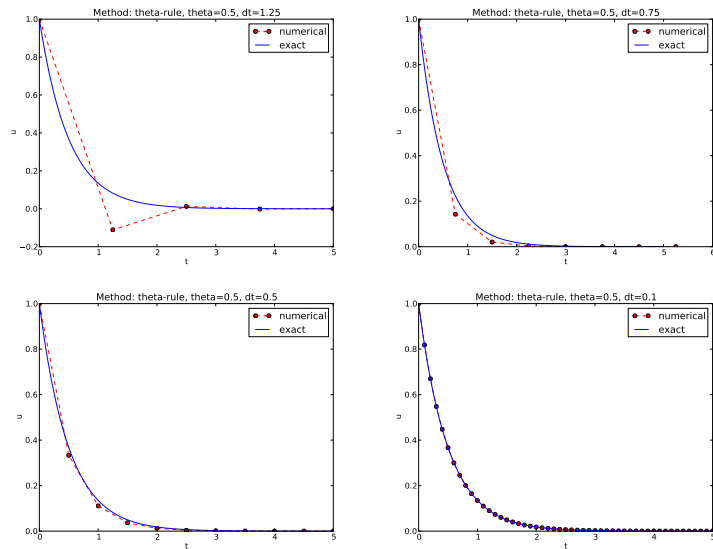 Method: theta-rule, theta=0.5, dt=1.25
numerical
exact
1.0
0.8
0.6
0.4
0.2
0.0
−0.2
u
0
1
2
3
4
5
t
Method: theta-rule, theta=0.5, dt=0.75
numerical
exact
1.0
0.8
0.6
0.4
0.2
0.0
u
0
1
2
3
4
5
6
t
Method: theta-rule, theta=0.5, dt=0.5
numerical
exact
1.0
0.8
0.6
0.4
0.2
0.0
u
0
1
2
3
4
5
t
Method: theta-rule, theta=0.5, dt=0.1
numerical
exact
1.0
0.8
0.6
0.4
0.2
0.0
u
0
1
2
3
4
5
t